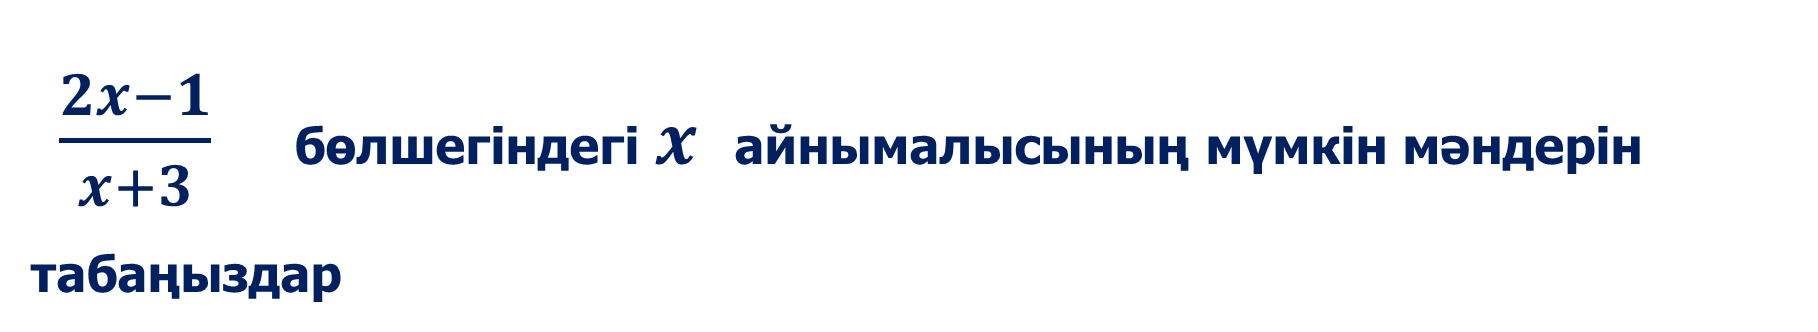 2x−1
x+3
бөлшегіндегі x айнымалысының мүмкін мәндерін
табаңыздар